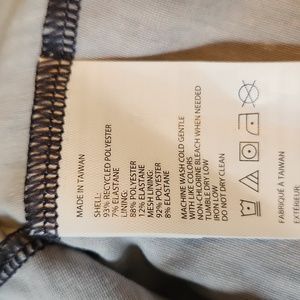 MADE IN TAIWAN
SHELL:
93% RECYCLED POLYESTER
7% ELASTANE
LINING:
88% POLYESTER
12% ELASTANE
MESH LINING:
92% POLYESTER
8% ELASTANE
MACHINE WASH COLD GENTLE
WITH LIKE COLORS
NON-CHLORINE BLEACH WHEN NEEDED
TUMBLE DRY LOW
IRON LOW
DO NOT DRY CLEAN
FABRIQUÉ À TAIWAN
EXTÉRIEUR: